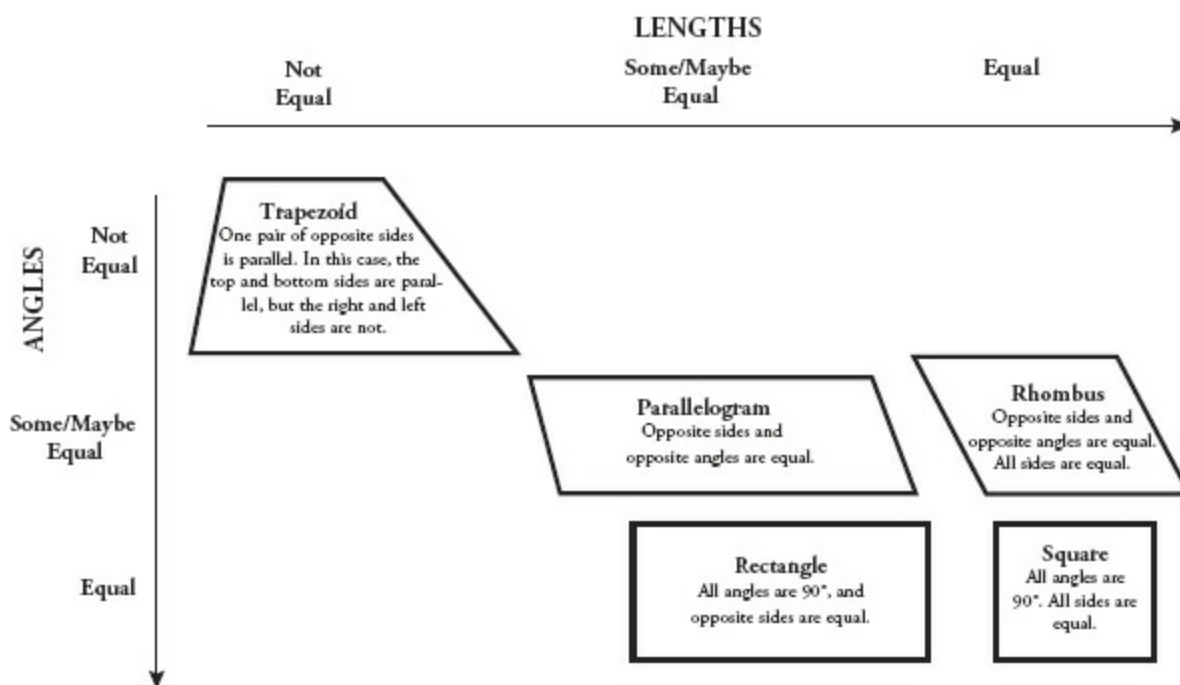 LENGTHS
Not
Equal
Some/Maybe
Equal
Equal
ANGLES
Not
Equal
Trapezoid
One pair of opposite sides
is parallel. In this case, the
top and bottom sides are paral-
lel, but the right and left
sides are not.
Some/Maybe
Equal
Parallelogram
Opposite sides and
opposite angles are equal.
Rhombus
Opposite sides and
opposite angles are equal.
All sides are equal.
Equal
Rectangle
All angles are 90°, and
opposite sides are equal.
Square
All angles are
90°. All sides are
equal.